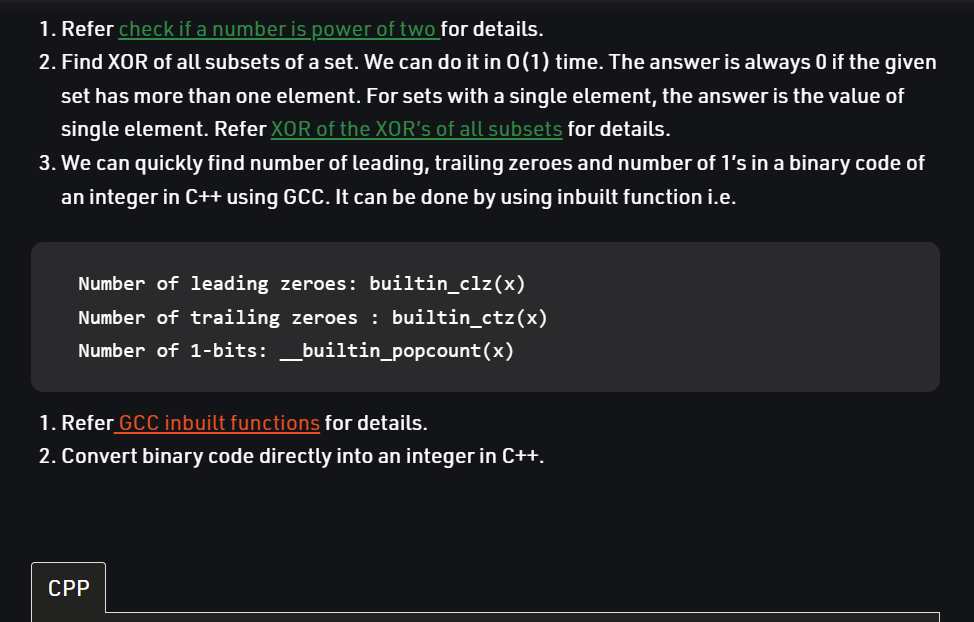 1. Refer check if a number is power of two for details.
2. Find XOR of all subsets of a set. We can do it in O(1) time. The answer is always 0 if the given
set has more than one element. For sets with a single element, the answer is the value of
single element. Refer XOR of the XOR's of all subsets for details.
3. We can quickly find number of leading, trailing zeroes and number of 1's in a binary code of
an integer in C++ using GCC. It can be done by using inbuilt function i.e.
Number of leading zeroes: builtin_clz(x)
Number of trailing zeroes : builtin_ctz(x)
Number of 1-bits: __builtin_popcount(x)
1. Refer GCC inbuilt functions for details.
2. Convert binary code directly into an integer in C++.
CPP